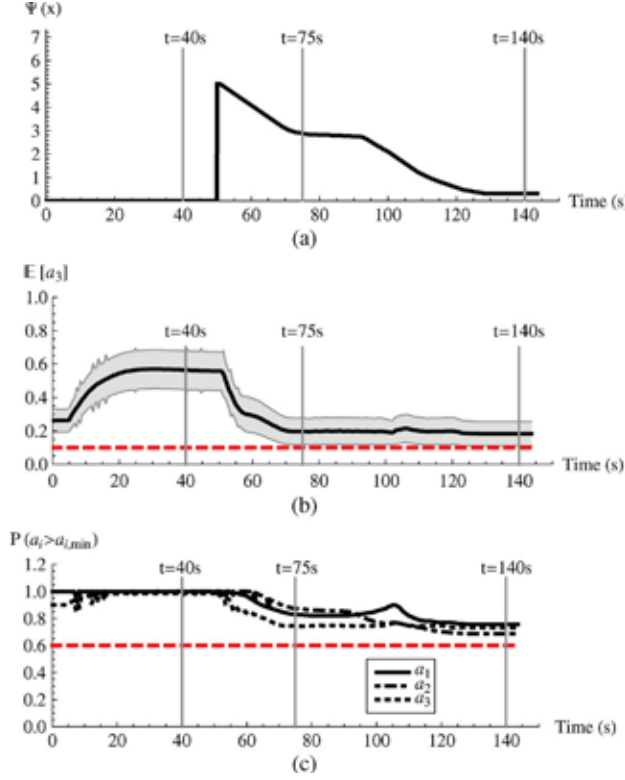 Ψ (x)
t=40s t=75s t=140s
7
6
5
4
3
2
1
0
0 20 40 60 80 100 120 140 Time (s)
(a)
𝔼 [a₃]
1.0
t=40s t=75s t=140s
0.8
0.6
0.4
0.2
0.0
0 20 40 60 80 100 120 140 Time (s)
(b)
P (aᵢ>aᵢ,min)
t=40s t=75s t=140s
1.0
0.8
0.6
0.4
0.2
0.0
a₁
a₂
a₃
0 20 40 60 80 100 120 140 Time (s)
(c)